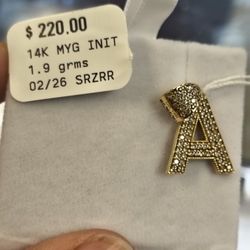 $ 220.00
14K MYG INIT
1.9 grms
02/26 SRZRR
A